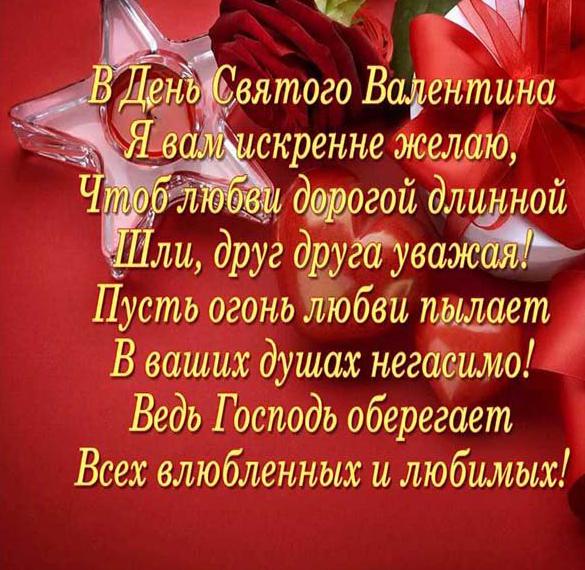 В День Святого Валентина
Я вам искренне желаю,
Чтоб любви дорогой длинной
Шли, друг друга уважая!
Пусть огонь любви пылает
В ваших душах негасимо!
Ведь Господь оберегает
Всех влюбленных и любимых!